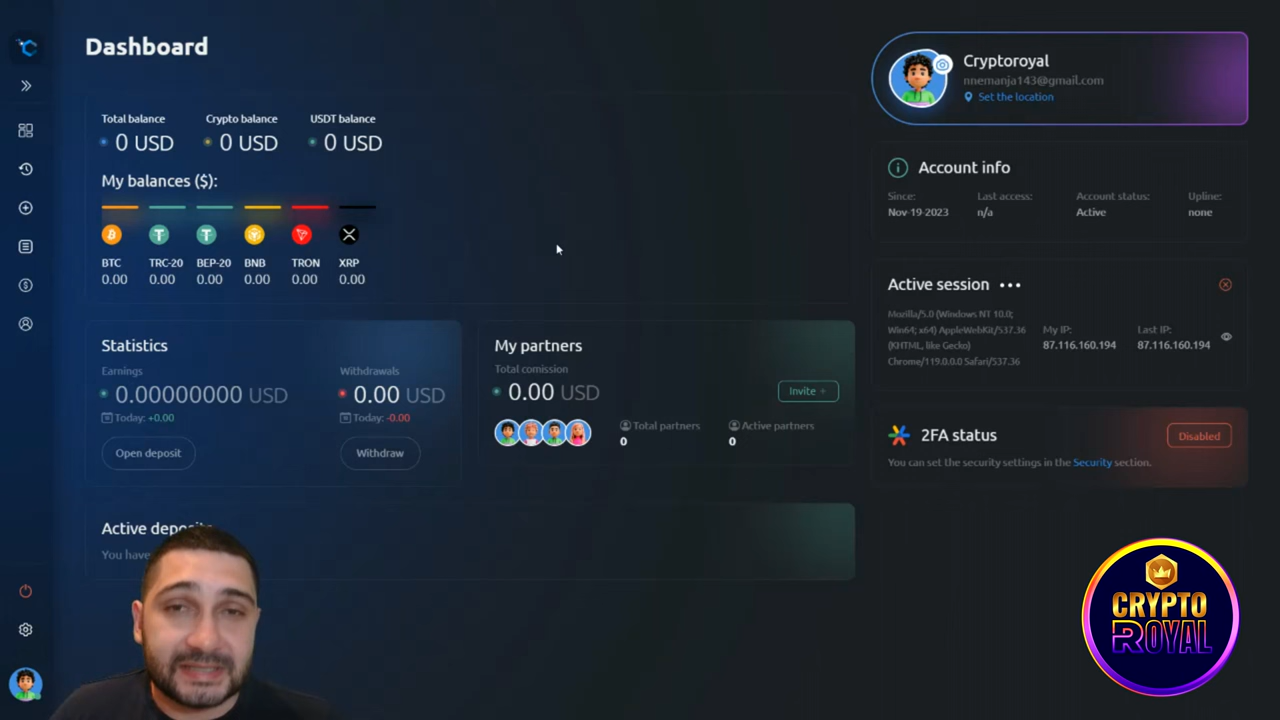 Dashboard
Total balance
Crypto balance
USDT balance
0 USD
0 USD
0 USD
My balances ($):
BTC
TRC-20
BEP-20
BNB
TRON
XRP
0.00
0.00
0.00
0.00
0.00
0.00
Statistics
Earnings
Withdrawals
0.00000000 USD
0.00 USD
Today: +0.00
Today: -0.00
Open deposit
Withdraw
My partners
Total comission
0.00 USD
Invite +
Total partners
0
Active partners
0
Active deposits
You have
Cryptoroyal
nnemanja143@gmail.com
Set the location
Account info
Since:
Last access:
Account status:
Upline:
Nov-19-2023
n/a
Active
none
Active session
Mozilla/5.0 (Windows NT 10.0;
Win64; x64) AppleWebKit/537.36
(KHTML, like Gecko)
Chrome/119.0.0.0 Safari/537.36
My IP:
87.116.160.194
Last IP:
87.116.160.194
2FA status
Disabled
You can set the security settings in the Security section.
CRYPTO
ROYAL